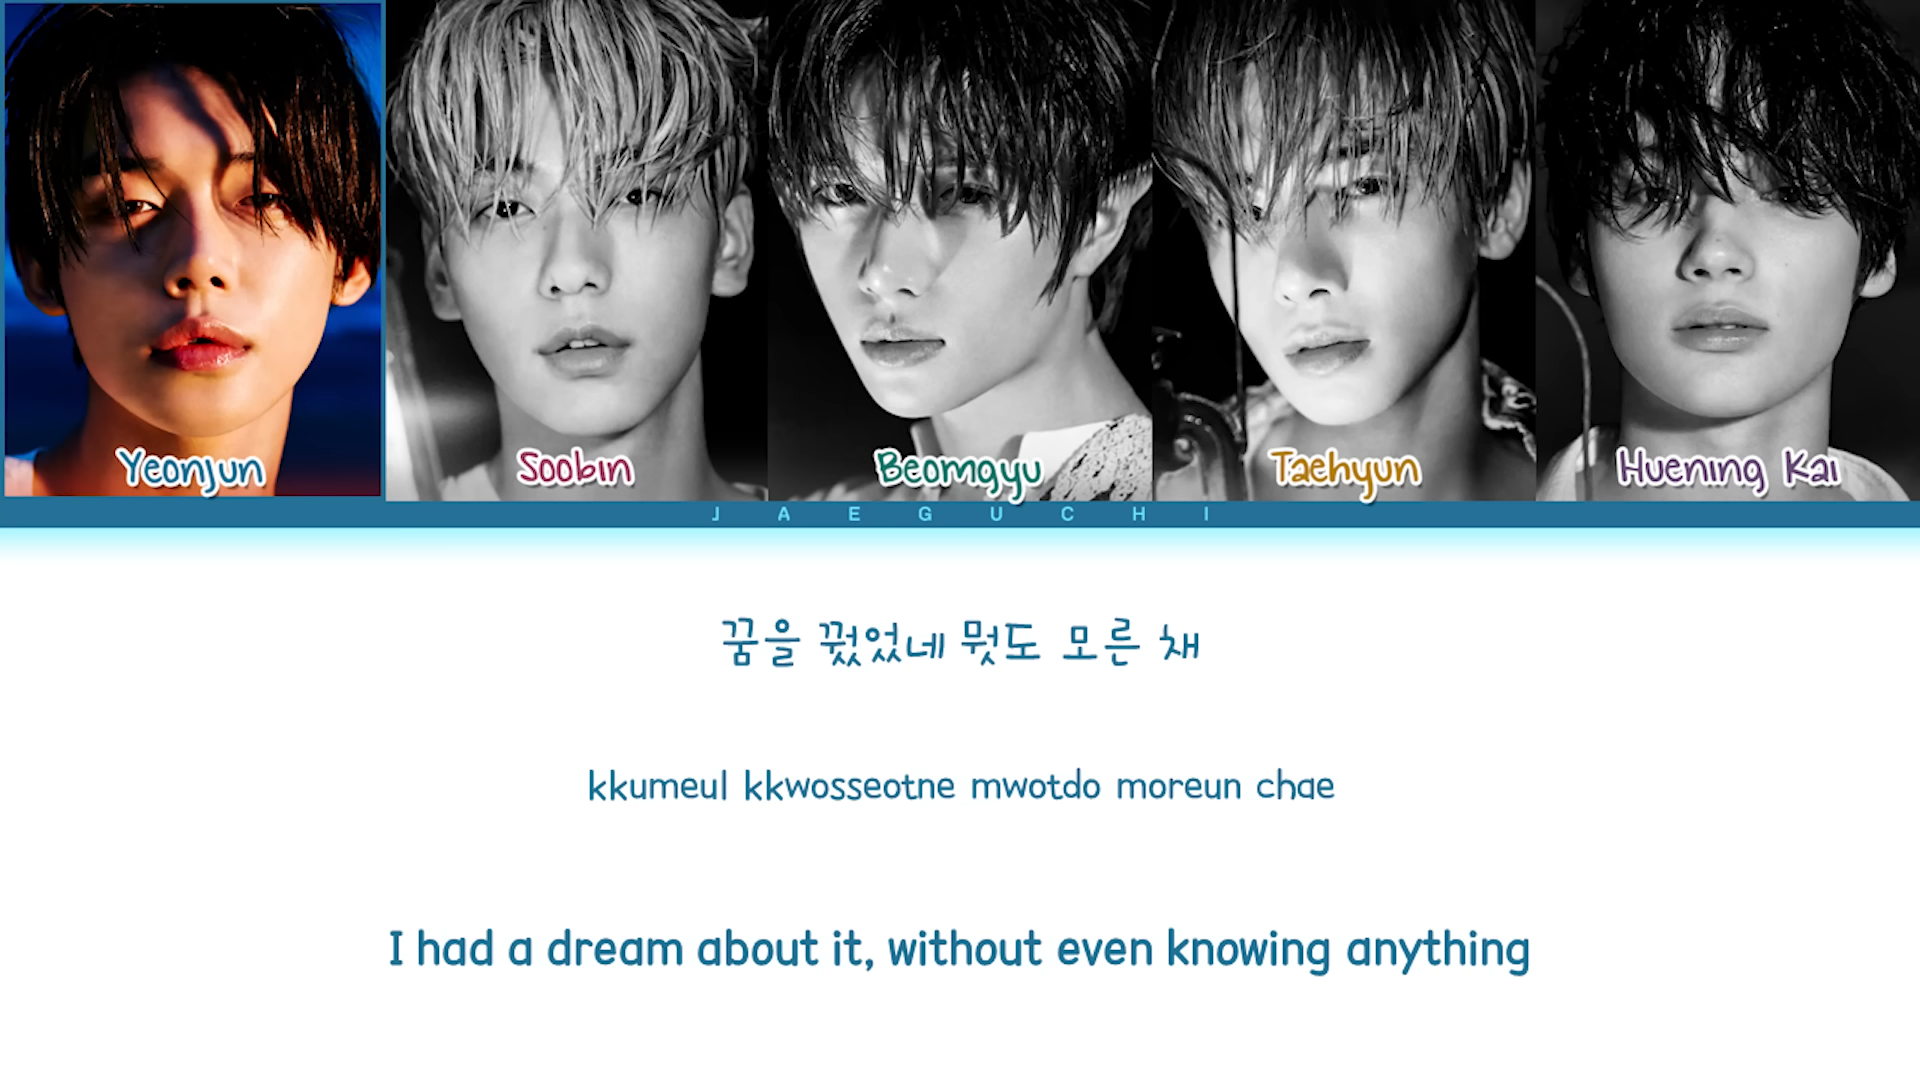 Yeonjun Soobin Beomgyu Taehyun Huening Kai
JAEGUCHI
꿈을 꿨었네 뭣도 모른 채
kkumeul kkwosseotne mwotdo moreun chae
I had a dream about it, without even knowing anything